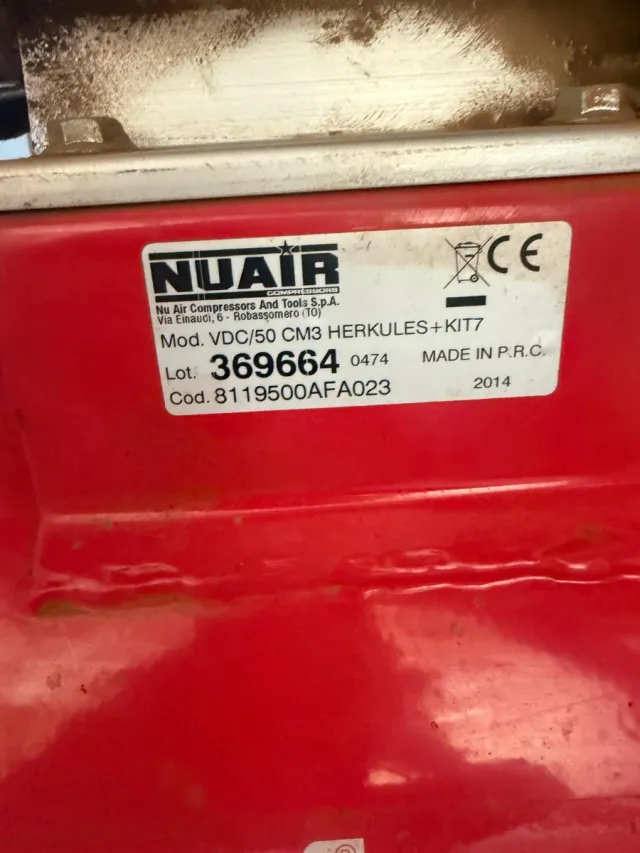 NUAIR
COMPRESSORS
CE
Nu Air Compressors And Tools S.p.A.
Via Einaudi, 6 - Robassomero (TO)
Mod. VDC/50 CM3 HERKULES+KIT7
Lot. 369664 0474 MADE IN P.R.C.
Cod. 8119500AFA023 2014
®